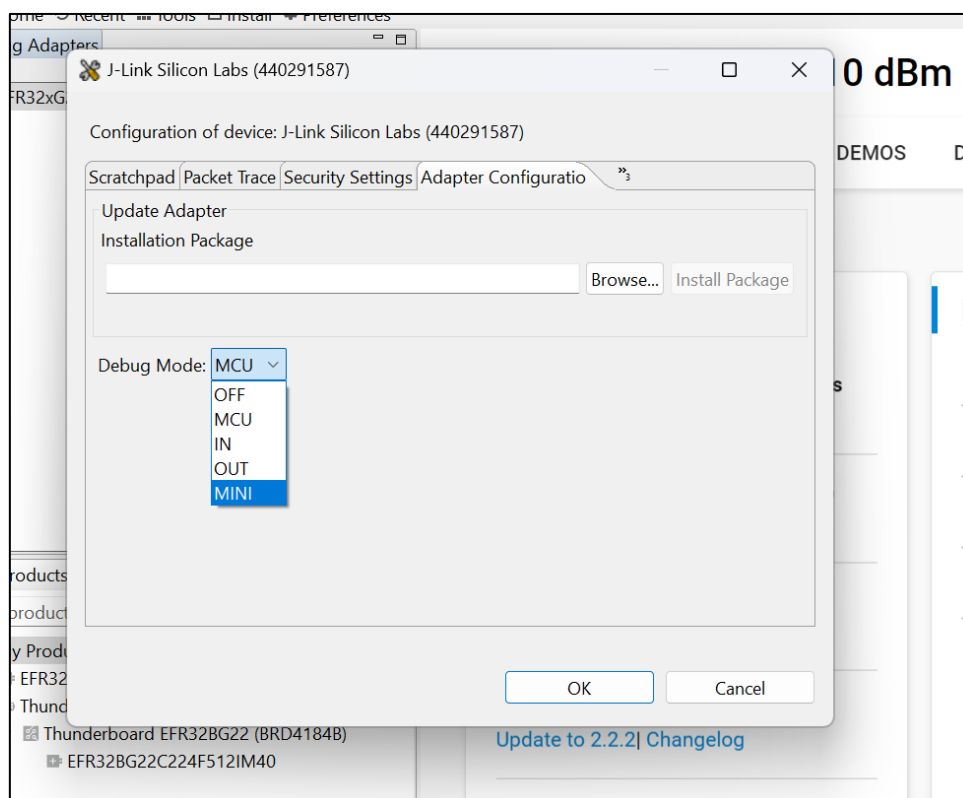 Recent Tools Install Preferences
g Adapters
J-Link Silicon Labs (440291587)
0 dBm
FR32xG
Configuration of device: J-Link Silicon Labs (440291587)
DEMOS D
Scratchpad Packet Trace Security Settings Adapter Configuratio »3
Update Adapter
Installation Package
Browse... Install Package
Debug Mode: MCU
OFF
MCU
IN
OUT
MINI
s
roducts
product
y Produ
EFR32
OK Cancel
Thund
Thunderboard EFR32BG22 (BRD4184B)
Update to 2.2.2| Changelog
EFR32BG22C224F512IM40